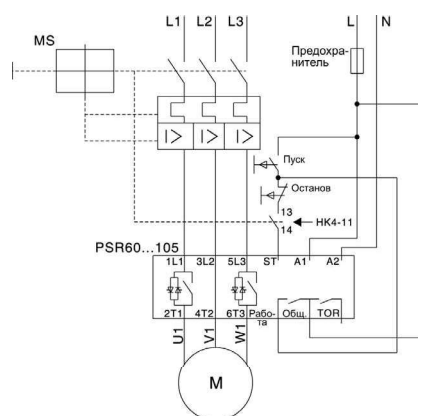 L1 L2 L3 L N
MS
Предохра-
нитель
I> I> I>
Пуск
Останов
13
14 HK4-11
PSR60...105
1L1 3L2 5L3 ST A1 A2
2T1 4T2 6T3 Рабо-
та Общ. TOR
U1 V1 W1
M